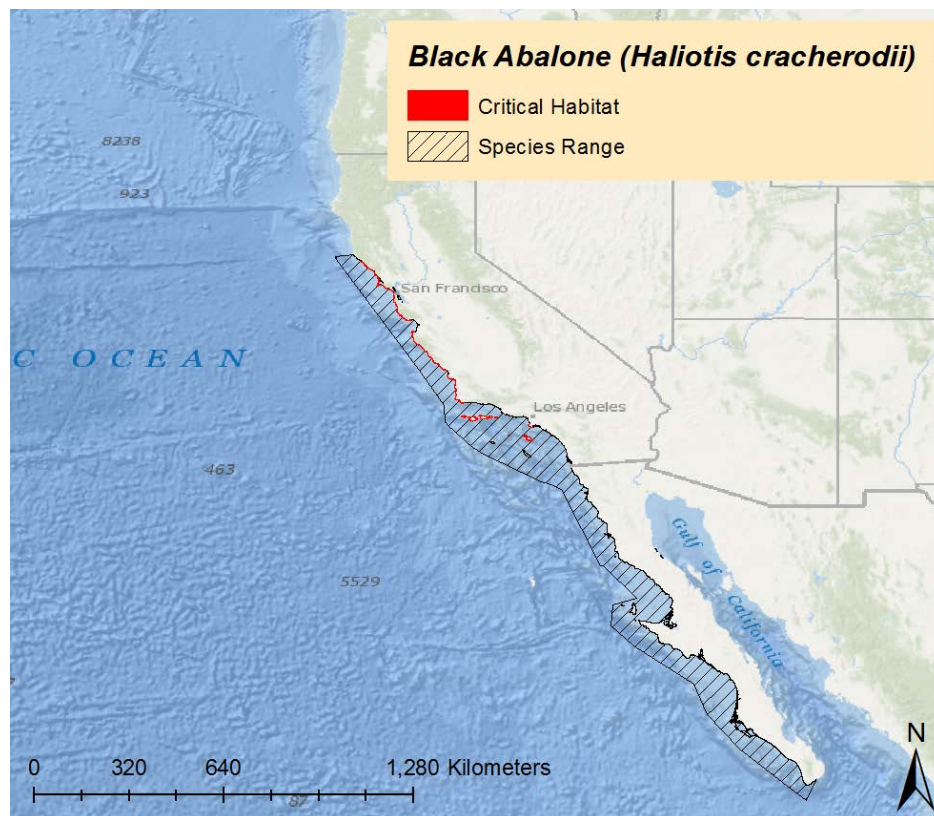 Black Abalone (Haliotis cracherodii)
Critical Habitat
Species Range
8238
923
San Francisco
C OCEAN
Los Angeles
463
Gulf of California
5529
N
0 320 640 1,280 Kilometers
87